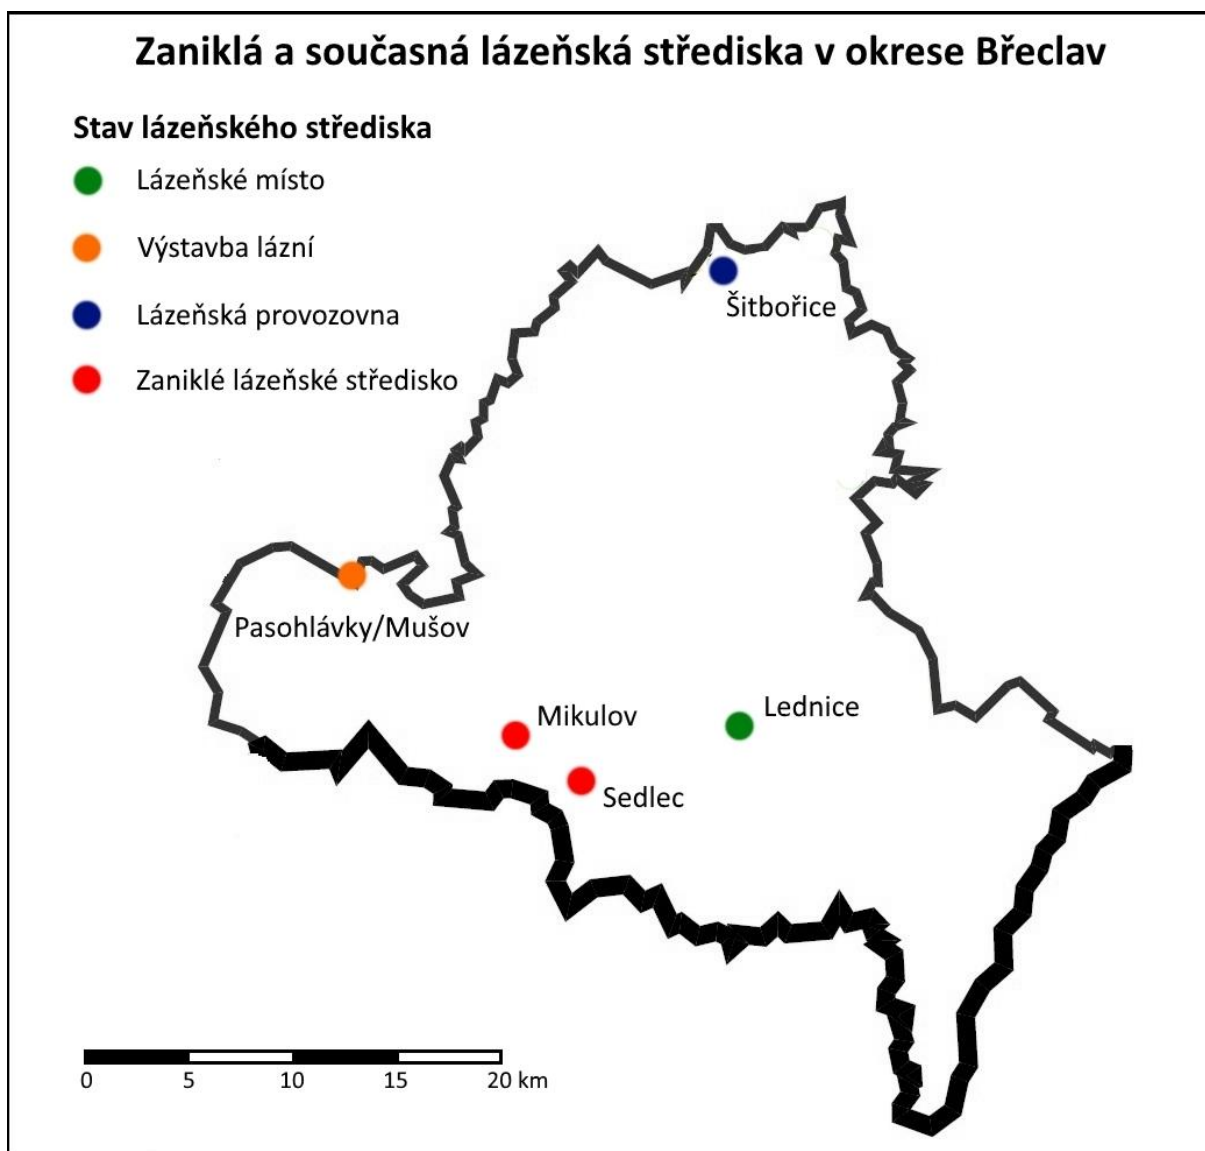 Zaniklá a současná lázeňská střediska v okrese Břeclav
Stav lázeňského střediska
Lázeňské místo
Výstavba lázní
Lázeňská provozovna
Zaniklé lázeňské středisko
Šitbořice
Pasohlávky/Mušov
Mikulov
Lednice
Sedlec
0 5 10 15 20 km